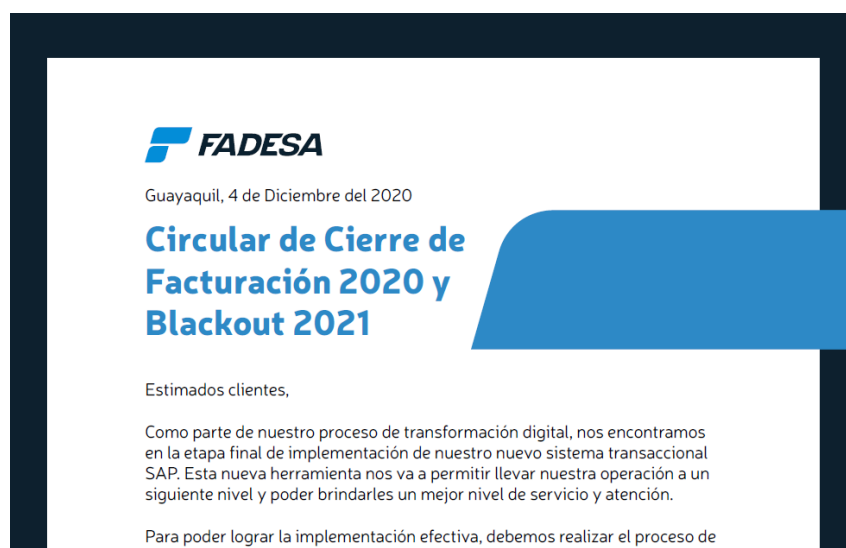 FADESA
Guayaquil, 4 de Diciembre del 2020
Circular de Cierre de
Facturación 2020 y
Blackout 2021
Estimados clientes,
Como parte de nuestro proceso de transformación digital, nos encontramos
en la etapa final de implementación de nuestro nuevo sistema transaccional
SAP. Esta nueva herramienta nos va a permitir llevar nuestra operación a un
siguiente nivel y poder brindarles un mejor nivel de servicio y atención.
Para poder lograr la implementación efectiva, debemos realizar el proceso de